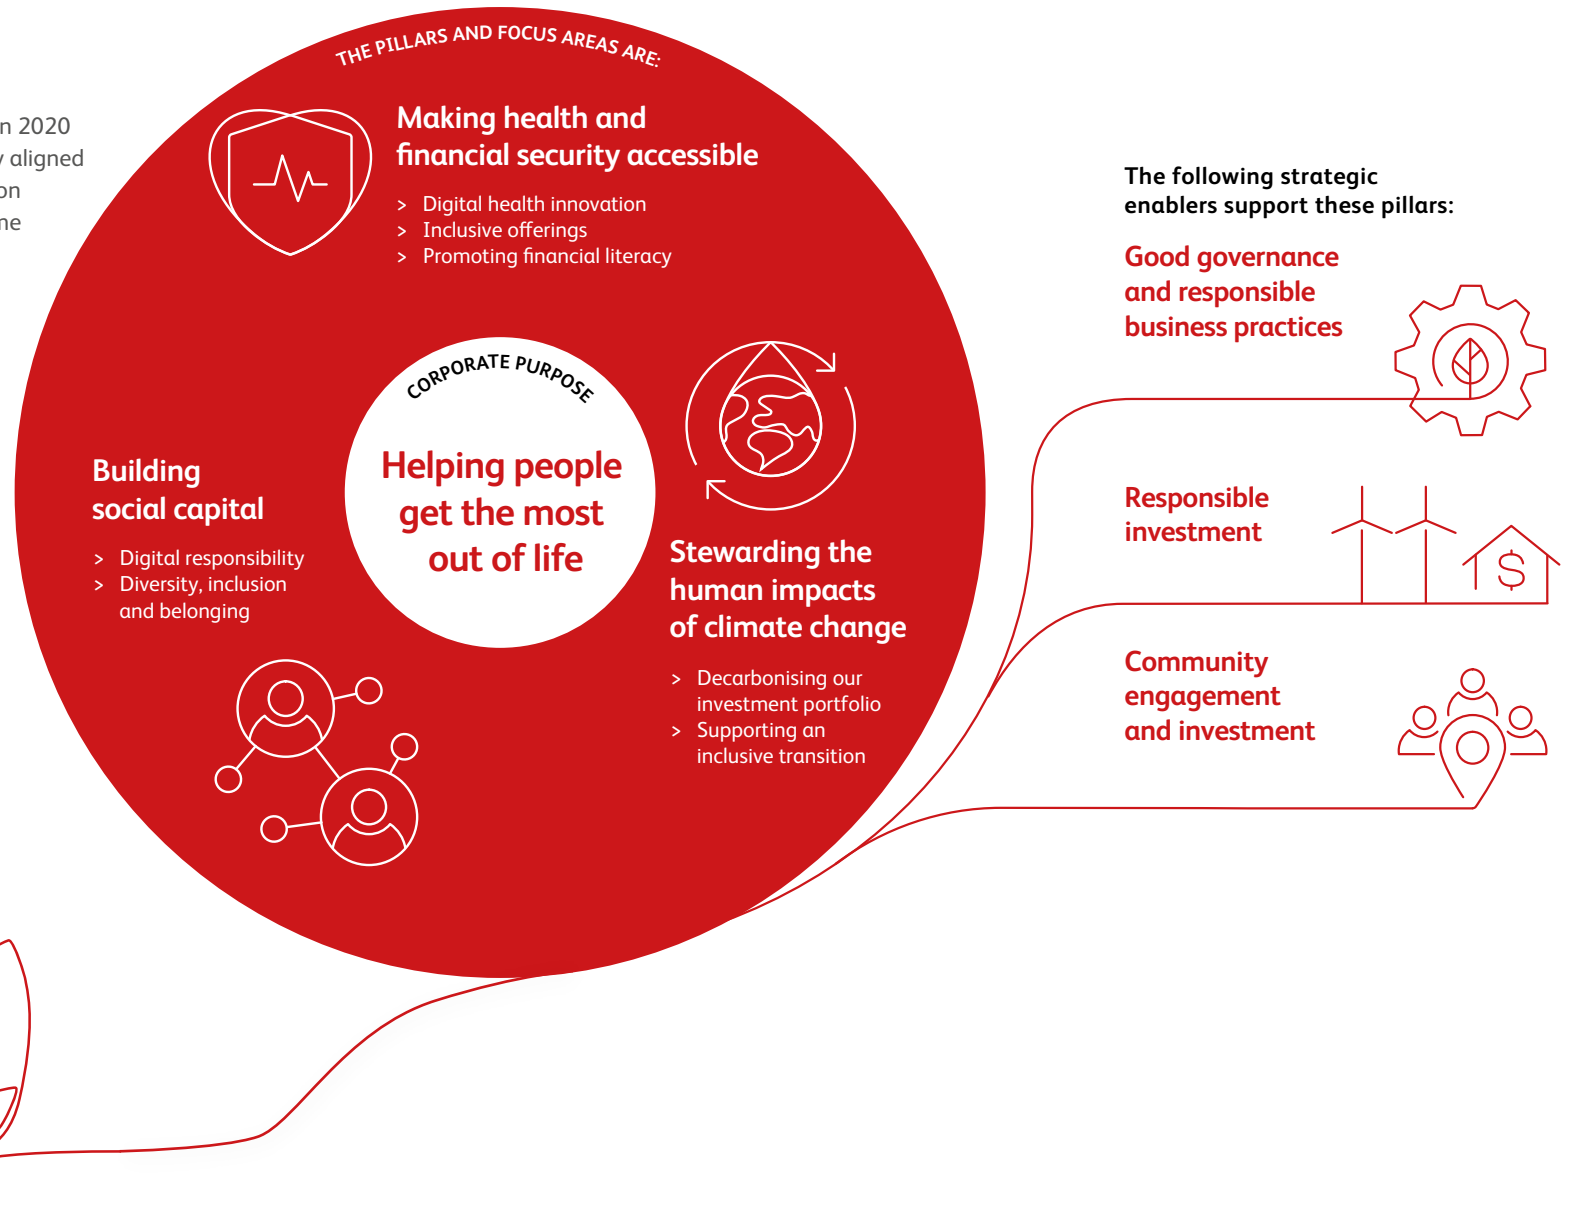 n 2020
aligned
on
THE PILLARS AND FOCUS AREAS ARE:
Making health and
financial security accessible
> Digital health innovation
> Inclusive offerings
> Promoting financial literacy
CORPORATE PURPOSE
Helping people
get the most
out of life
Building
social capital
> Digital responsibility
> Diversity, inclusion
and belonging
Stewarding the
human impacts
of climate change
> Decarbonising our
investment portfolio
> Supporting an
inclusive transition
The following strategic
enablers support these pillars:
Good governance
and responsible
business practices
Responsible
investment
$
Community
engagement
and investment